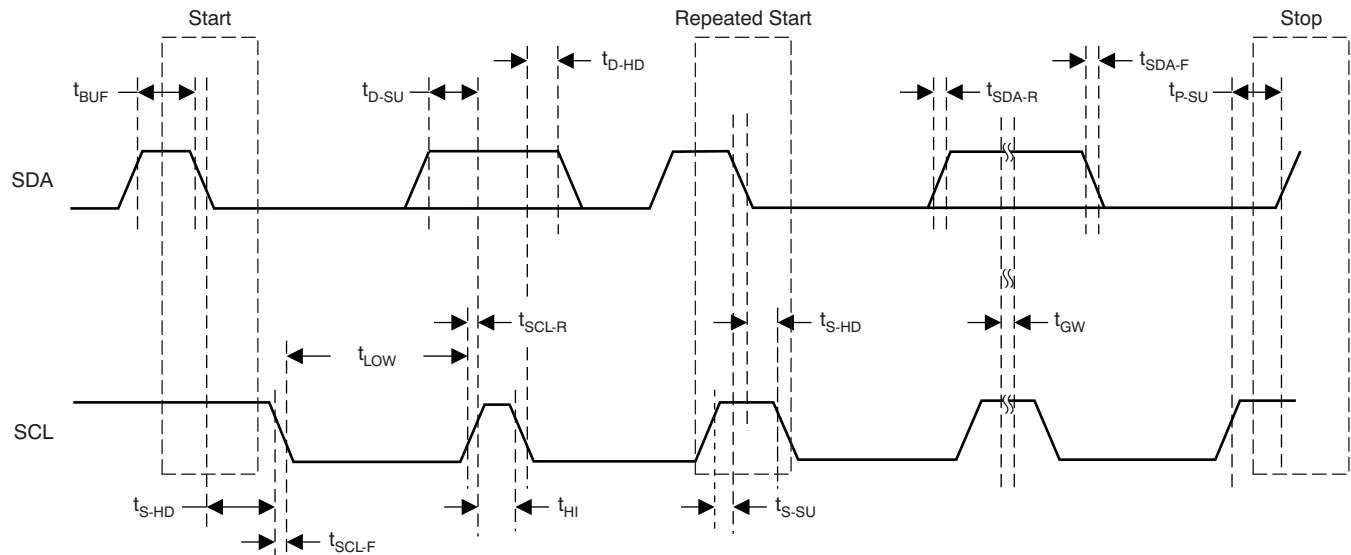 Start
Repeated Start
Stop
tBUF
tD-SU
tD-HD
tSDA-R
tSDA-F
tP-SU
SDA
tLOW
tSCL-R
tS-HD
tGW
SCL
tS-HD
tSCL-F
tHI
tS-SU